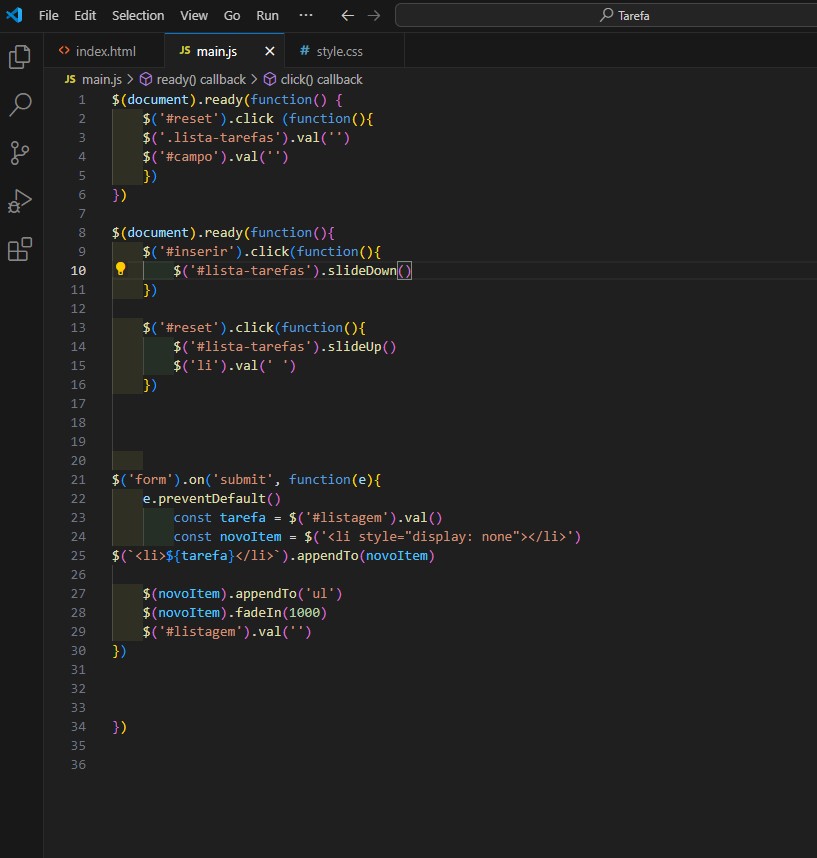 File Edit Selection View Go Run ··· ← → Tarefa
<> index.html JS main.js × # style.css
JS main.js > ready() callback > click() callback
1 $(document).ready(function() {
2     $('#reset').click (function(){
3     $('.lista-tarefas').val('')
4     $('#campo').val('')
5     })
6 })
7
8 $(document).ready(function(){
9     $('#inserir').click(function(){
10         $('#lista-tarefas').slideDown()
11     })
12
13     $('#reset').click(function(){
14         $('#lista-tarefas').slideUp()
15         $('li').val(' ')
16     })
17
18
19
20
21 $('form').on('submit', function(e){
22     e.preventDefault()
23         const tarefa = $('#listagem').val()
24         const novoItem = $('<li style="display: none"></li>')
25 $(`<li>${tarefa}</li>`).appendTo(novoItem)
26
27     $(novoItem).appendTo('ul')
28     $(novoItem).fadeIn(1000)
29     $('#listagem').val('')
30 })
31
32
33
34 })
35
36